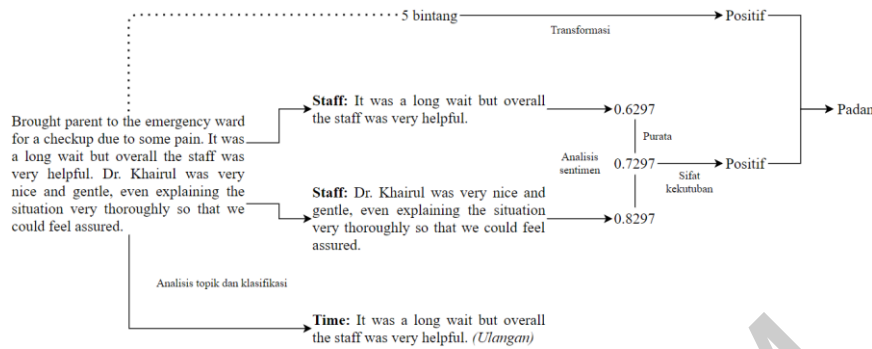 5 bintang
Transformasi
Positif
Padan
Brought parent to the emergency ward
for a checkup due to some pain. It was
a long wait but overall the staff was
very helpful. Dr. Khairul was very
nice and gentle, even explaining the
situation very thoroughly so that we
could feel assured.
Staff: It was a long wait but overall
the staff was very helpful.
0.6297
Purata
Analisis
sentimen
0.7297
Sifat
kekutuban
Positif
Staff: Dr. Khairul was very nice and
gentle, even explaining the situation
very thoroughly so that we could feel
assured.
0.8297
Analisis topik dan klasifikasi
Time: It was a long wait but overall
the staff was very helpful. (Ulangan)